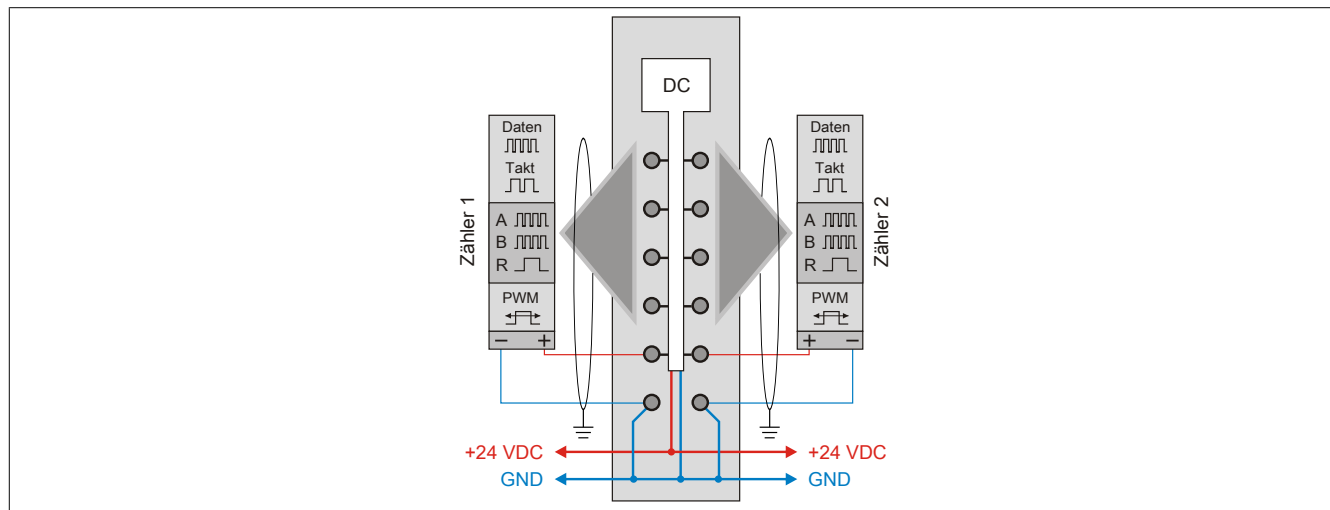 DC
Zähler 1
Daten
Takt
A
B
R
PWM
− +
Daten
Takt
A
B
R
PWM
+ −
Zähler 2
+24 VDC
GND
+24 VDC
GND